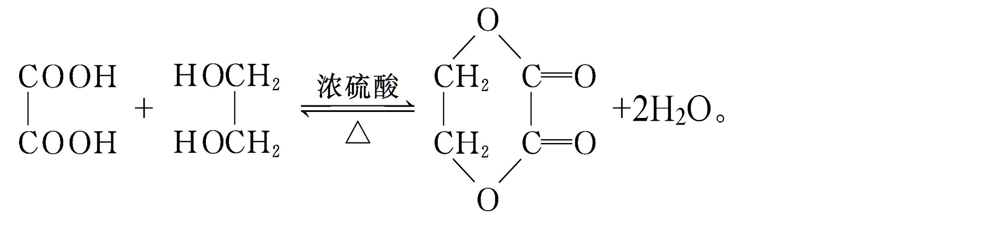 O
COOH HOCH₂ 浓硫酸 CH₂ C=O
+ ⇌ +2H₂O。
COOH HOCH₂ △ CH₂ C=O
O